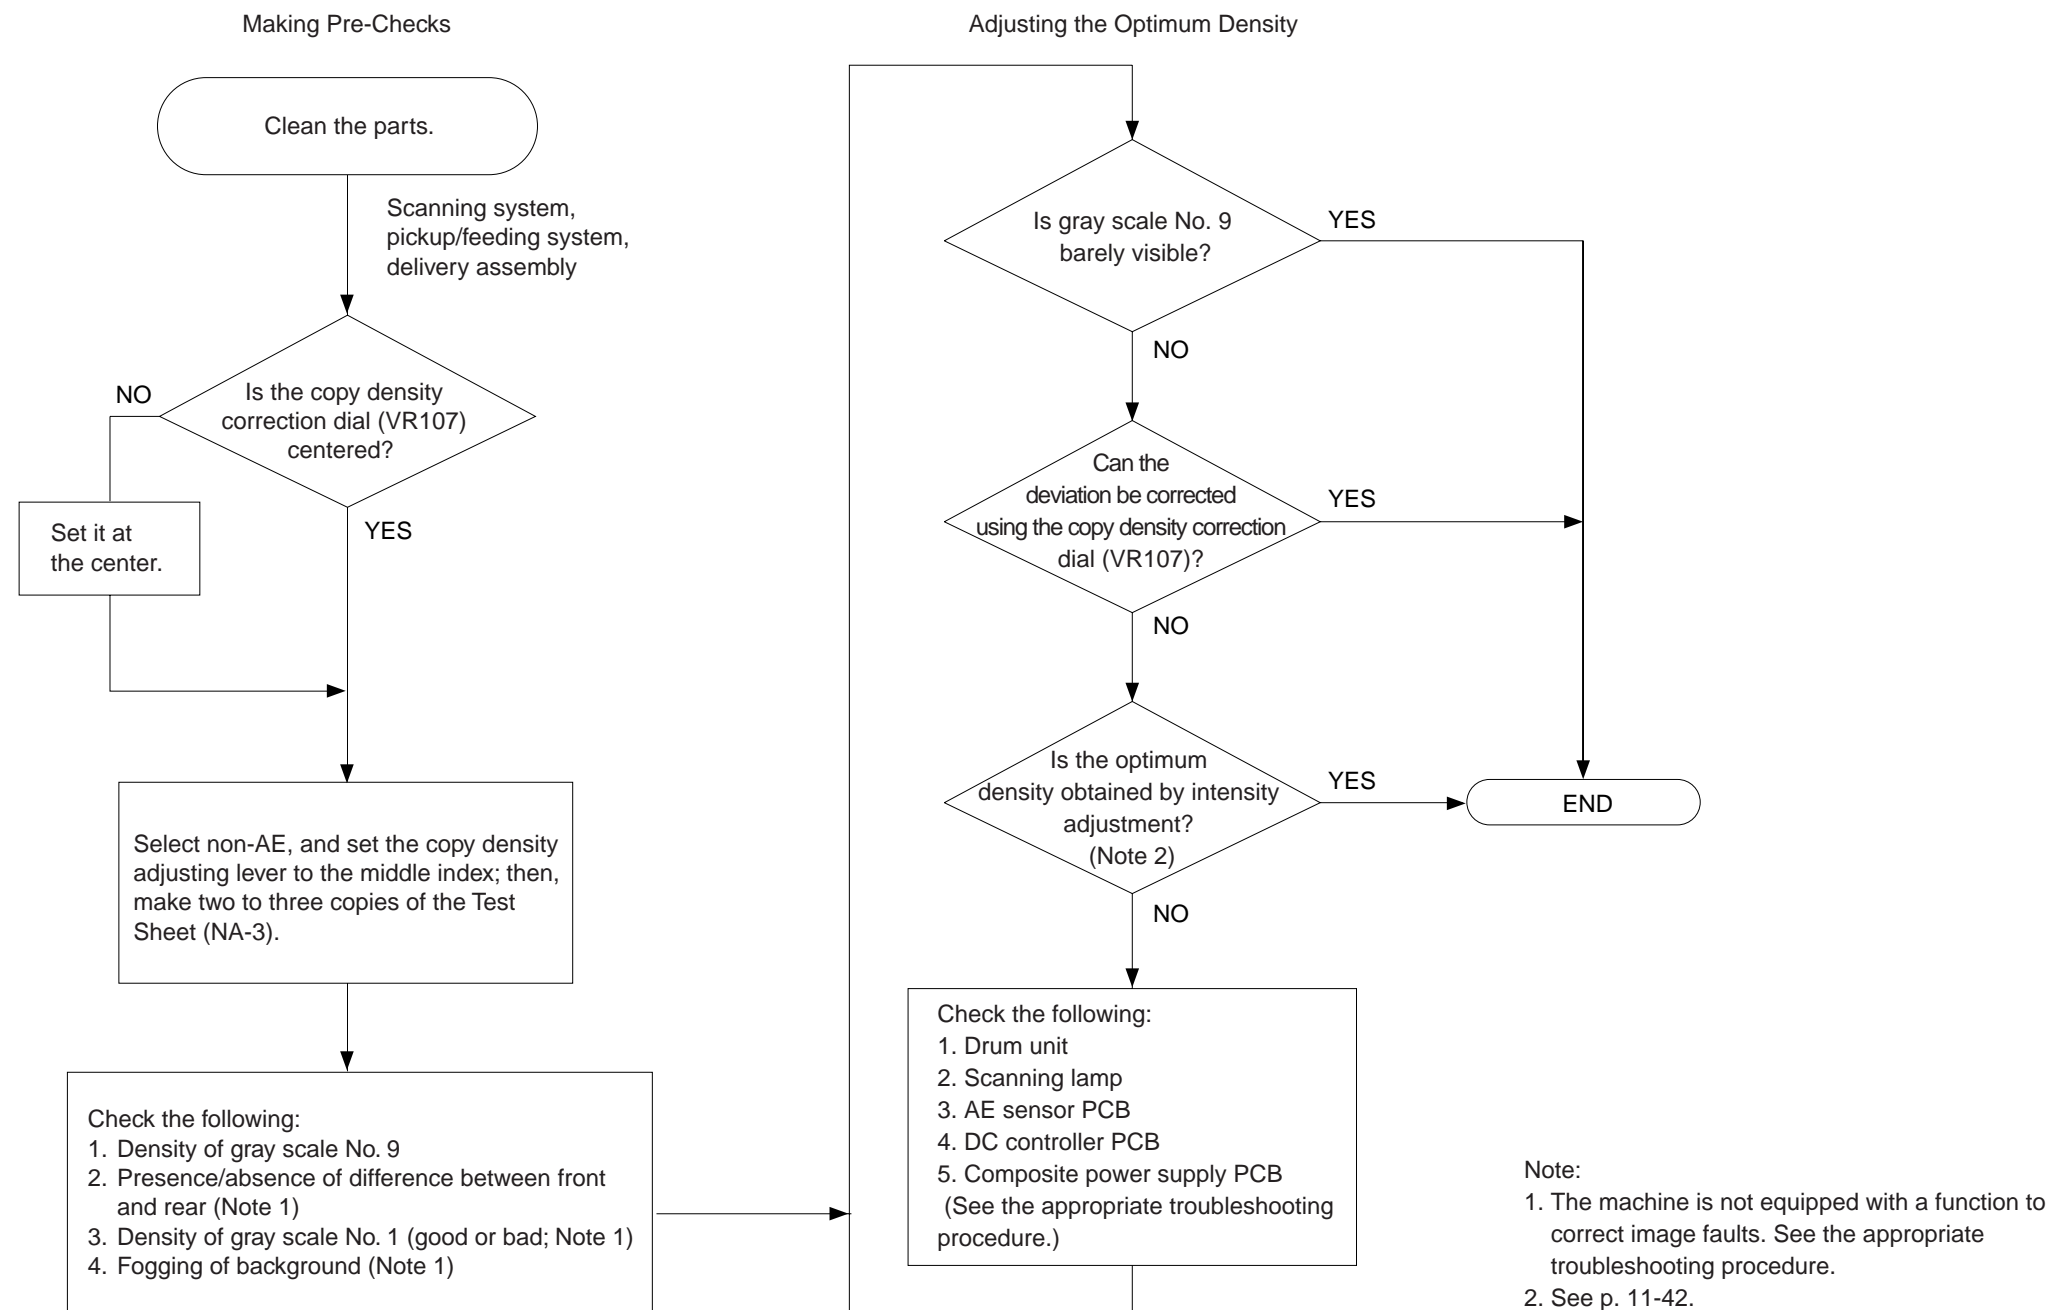 Making Pre-Checks
Clean the parts.
Scanning system,
pickup/feeding system,
delivery assembly
NO
Is the copy density
correction dial (VR107)
centered?
Set it at
the center.
YES
Select non-AE, and set the copy density
adjusting lever to the middle index; then,
make two to three copies of the Test
Sheet (NA-3).
Check the following:
1. Density of gray scale No. 9
2. Presence/absence of difference between front
and rear (Note 1)
3. Density of gray scale No. 1 (good or bad; Note 1)
4. Fogging of background (Note 1)
Adjusting the Optimum Density
Is gray scale No. 9
barely visible?
YES
NO
Can the
deviation be corrected
using the copy density correction
dial (VR107)?
YES
NO
Is the optimum
density obtained by intensity
adjustment?
(Note 2)
YES
END
NO
Check the following:
1. Drum unit
2. Scanning lamp
3. AE sensor PCB
4. DC controller PCB
5. Composite power supply PCB
(See the appropriate troubleshooting
procedure.)
Note:
1. The machine is not equipped with a function to
correct image faults. See the appropriate
troubleshooting procedure.
2. See p. 11-42.